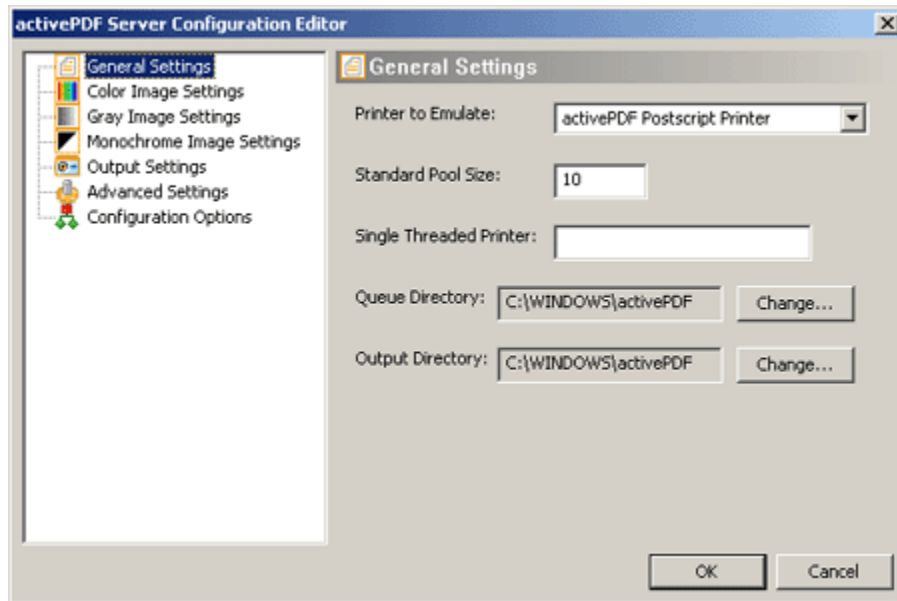 activePDF Server Configuration Editor
General Settings
Color Image Settings
Gray Image Settings
Monochrome Image Settings
Output Settings
Advanced Settings
Configuration Options
General Settings
Printer to Emulate: activePDF Postscript Printer
Standard Pool Size: 10
Single Threaded Printer:
Queue Directory: C:\WINDOWS\activePDF Change...
Output Directory: C:\WINDOWS\activePDF Change...
OK Cancel